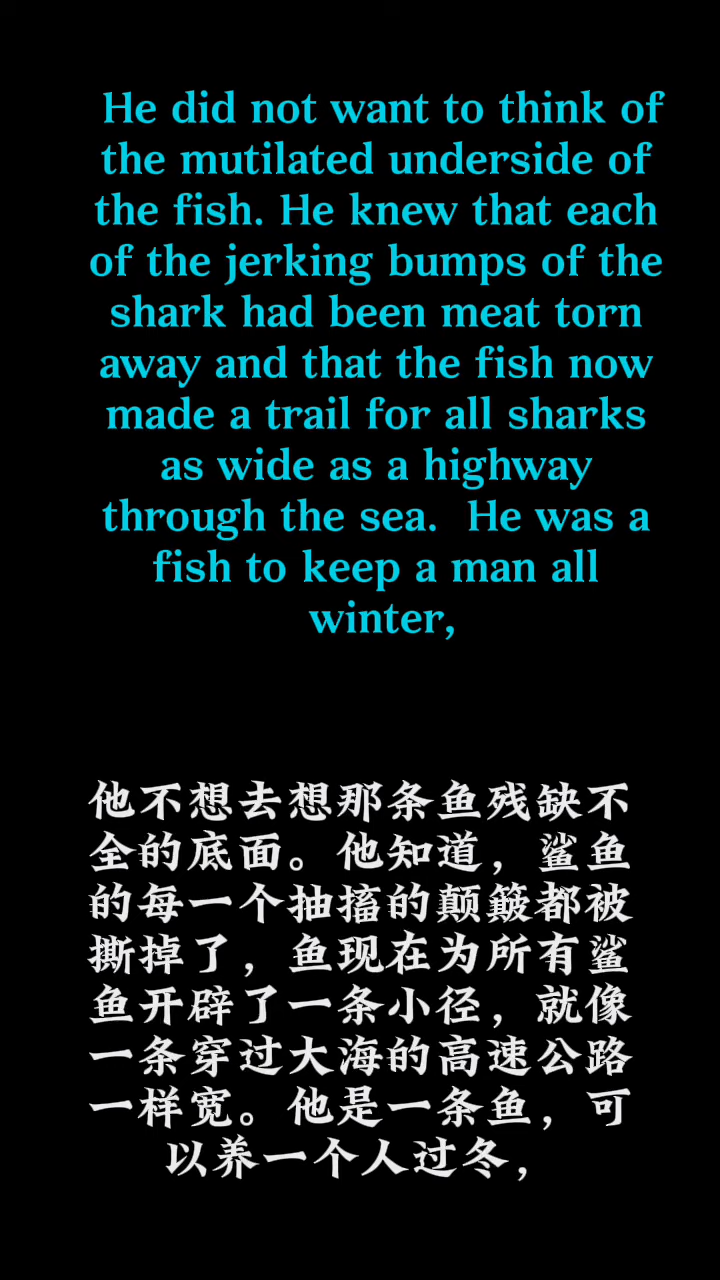 He did not want to think of
the mutilated underside of
the fish. He knew that each
of the jerking bumps of the
shark had been meat torn
away and that the fish now
made a trail for all sharks
as wide as a highway
through the sea.  He was a
fish to keep a man all
winter,
他不想去想那条鱼残缺不
全的底面。他知道，鲨鱼
的每一个抽搐的颠簸都被
撕掉了，鱼现在为所有鲨
鱼开辟了一条小径，就像
一条穿过大海的高速公路
一样宽。他是一条鱼，可
以养一个人过冬，